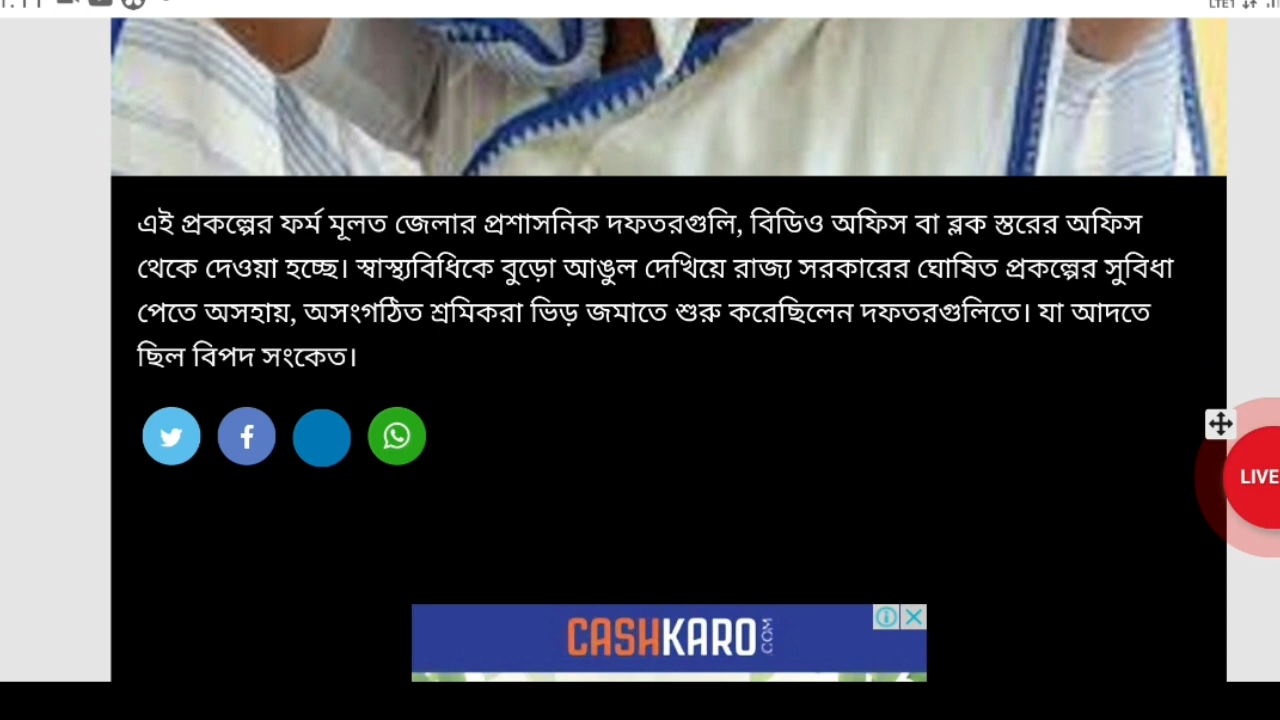 LTE1
এই প্রকল্পের ফর্ম মূলত জেলার প্রশাসনিক দফতরগুলি, বিডিও অফিস বা ব্লক স্তরের অফিস
থেকে দেওয়া হচ্ছে। স্বাস্থ্যবিধিকে বুড়ো আঙুল দেখিয়ে রাজ্য সরকারের ঘোষিত প্রকল্পের সুবিধা
পেতে অসহায়, অসংগঠিত শ্রমিকরা ভিড় জমাতে শুরু করেছিলেন দফতরগুলিতে। যা আদতে
ছিল বিপদ সংকেত।
LIVE
CASHKARO.COM